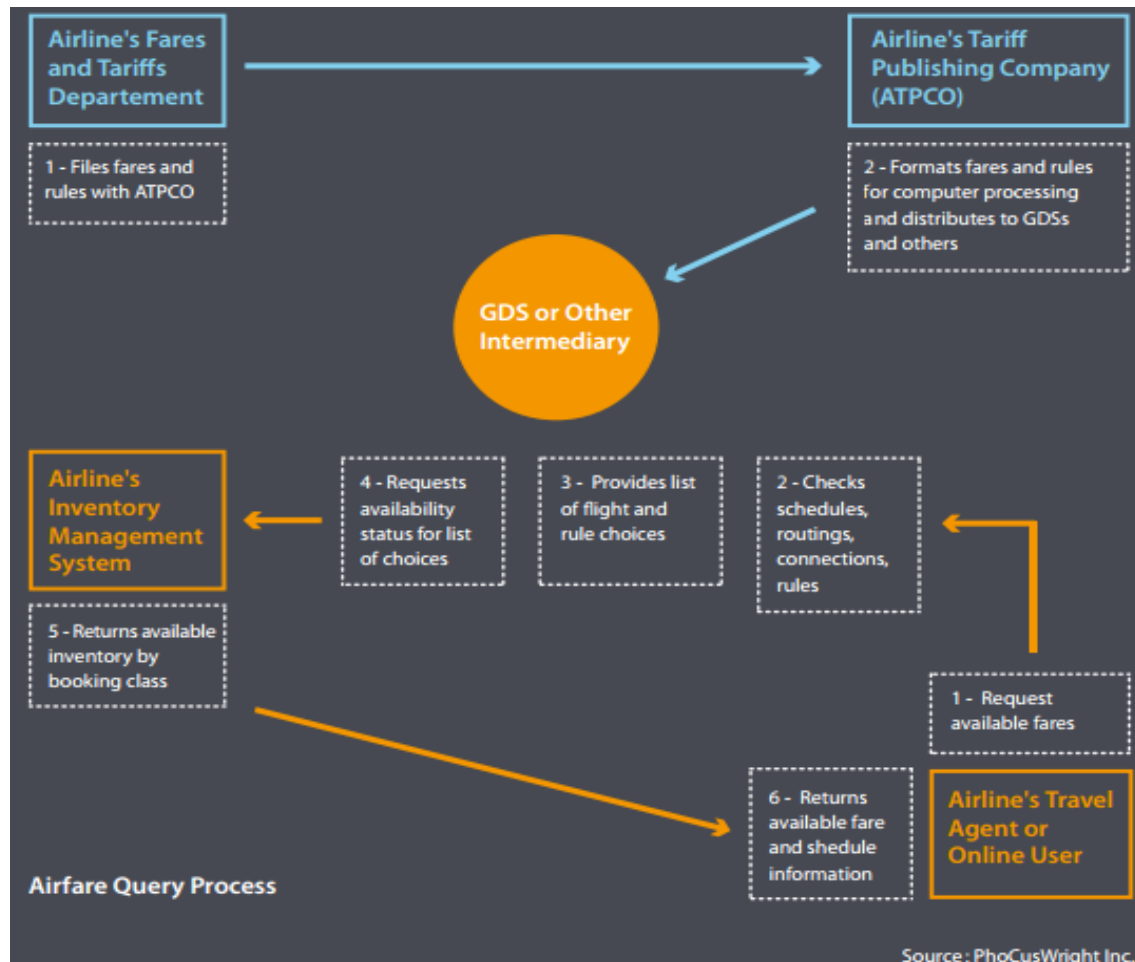 Airline's Fares
and Tariffs
Departement
Airline's Tariff
Publishing Company
(ATPCO)
1 - Files fares and
rules with ATPCO
2 - Formats fares and rules
for computer processing
and distributes to GDSs
and others
GDS or Other
Intermediary
Airline's
Inventory
Management
System
4 - Requests
availability
status for list
of choices
3 - Provides list
of flight and
rule choices
2 - Checks
schedules,
routings,
connections,
rules
5 - Returns available
inventory by
booking class
1 - Request
available fares
6 - Returns
available fare
and shedule
information
Airline's Travel
Agent or
Online User
Airfare Query Process
Source : PhoCusWright Inc.